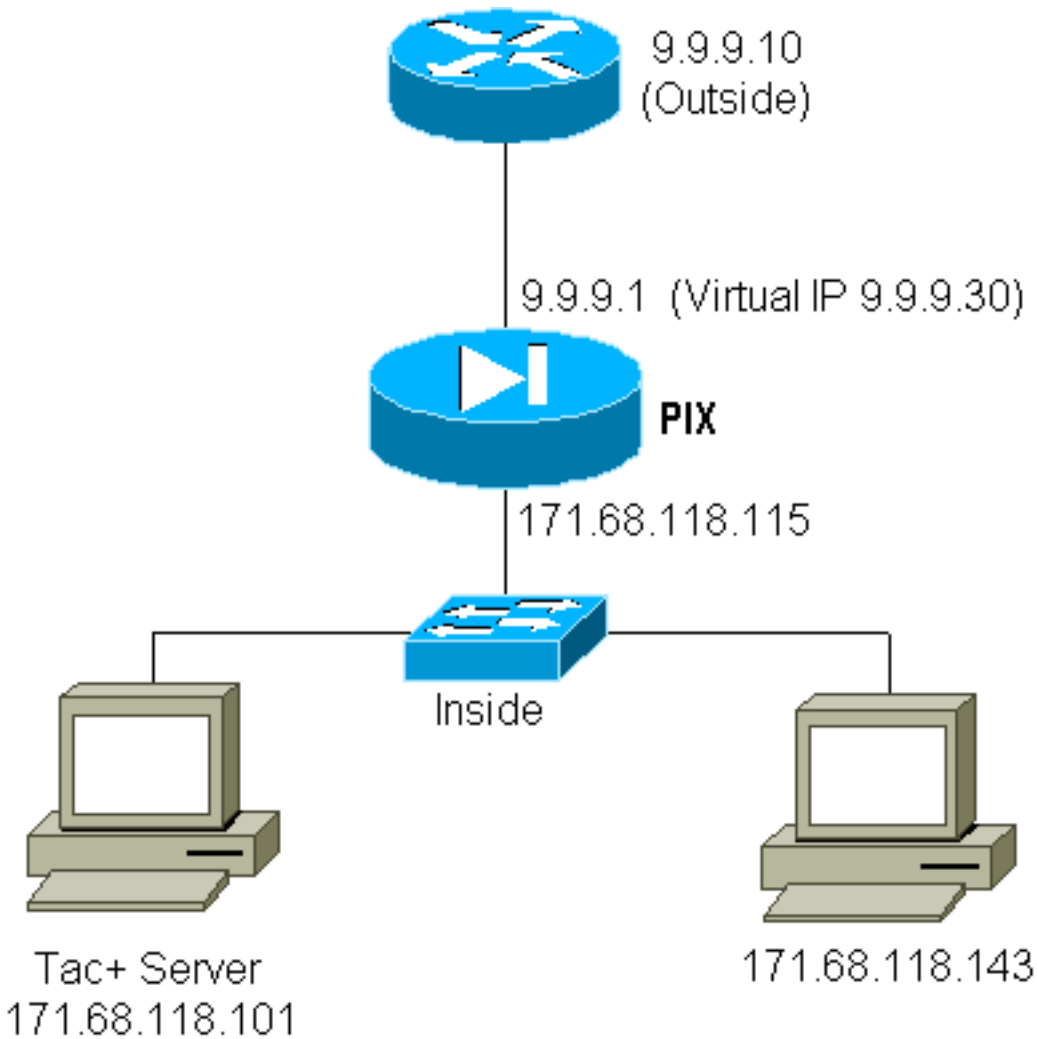 9.9.9.10
(Outside)
9.9.9.1 (Virtual IP 9.9.9.30)
PIX
171.68.118.115
Inside
Tac+ Server
171.68.118.101
171.68.118.143